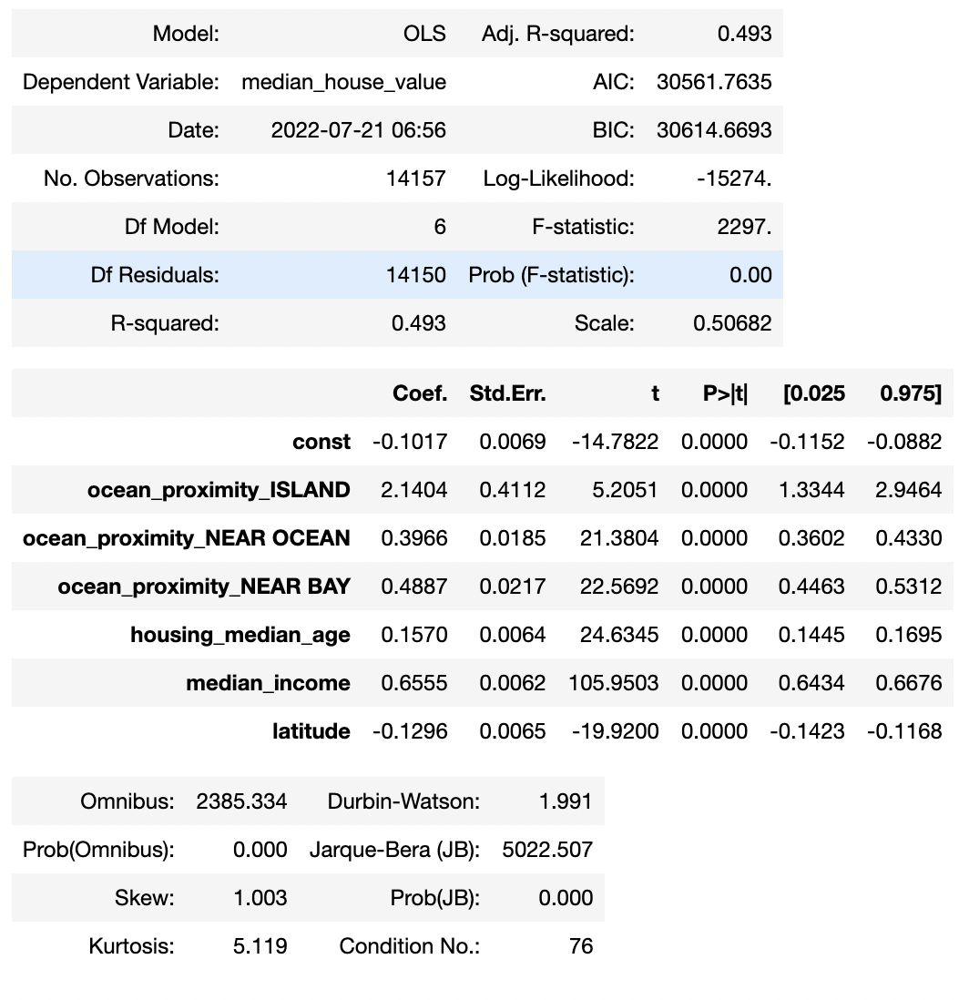 Model: OLS Adj. R-squared: 0.493
Dependent Variable: median_house_value AIC: 30561.7635
Date: 2022-07-21 06:56 BIC: 30614.6693
No. Observations: 14157 Log-Likelihood: -15274.
Df Model: 6 F-statistic: 2297.
Df Residuals: 14150 Prob (F-statistic): 0.00
R-squared: 0.493 Scale: 0.50682
Coef. Std.Err. t P>|t| [0.025 0.975]
const -0.1017 0.0069 -14.7822 0.0000 -0.1152 -0.0882
ocean_proximity_ISLAND 2.1404 0.4112 5.2051 0.0000 1.3344 2.9464
ocean_proximity_NEAR OCEAN 0.3966 0.0185 21.3804 0.0000 0.3602 0.4330
ocean_proximity_NEAR BAY 0.4887 0.0217 22.5692 0.0000 0.4463 0.5312
housing_median_age 0.1570 0.0064 24.6345 0.0000 0.1445 0.1695
median_income 0.6555 0.0062 105.9503 0.0000 0.6434 0.6676
latitude -0.1296 0.0065 -19.9200 0.0000 -0.1423 -0.1168
Omnibus: 2385.334 Durbin-Watson: 1.991
Prob(Omnibus): 0.000 Jarque-Bera (JB): 5022.507
Skew: 1.003 Prob(JB): 0.000
Kurtosis: 5.119 Condition No.: 76